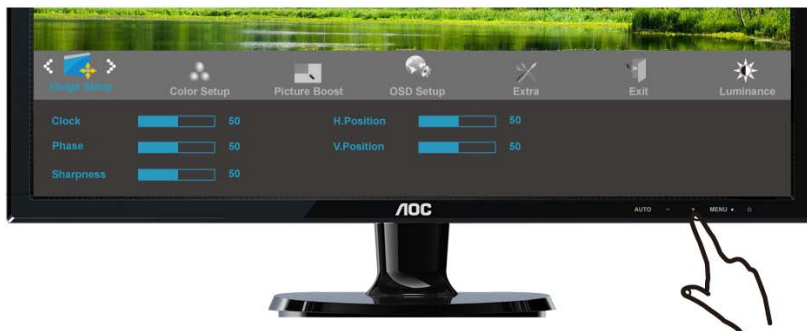 Image Setup Color Setup Picture Boost OSD Setup Extra Exit Luminance
Clock 50 H.Position 50
Phase 50 V.Position 50
Sharpness 50
AOC
AUTO - + MENU